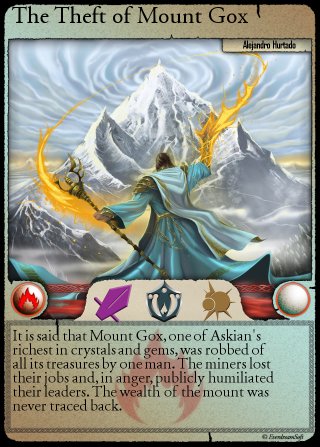 The Theft of Mount Gox
Alejandro Hurtado
It is said that Mount Gox, one of Askian's
richest in crystals and gems, was robbed of
all its treasures by one man. The miners lost
their jobs and, in anger, publicly humiliated
their leaders. The wealth of the mount was
never traced back.
© EverdreamSoft